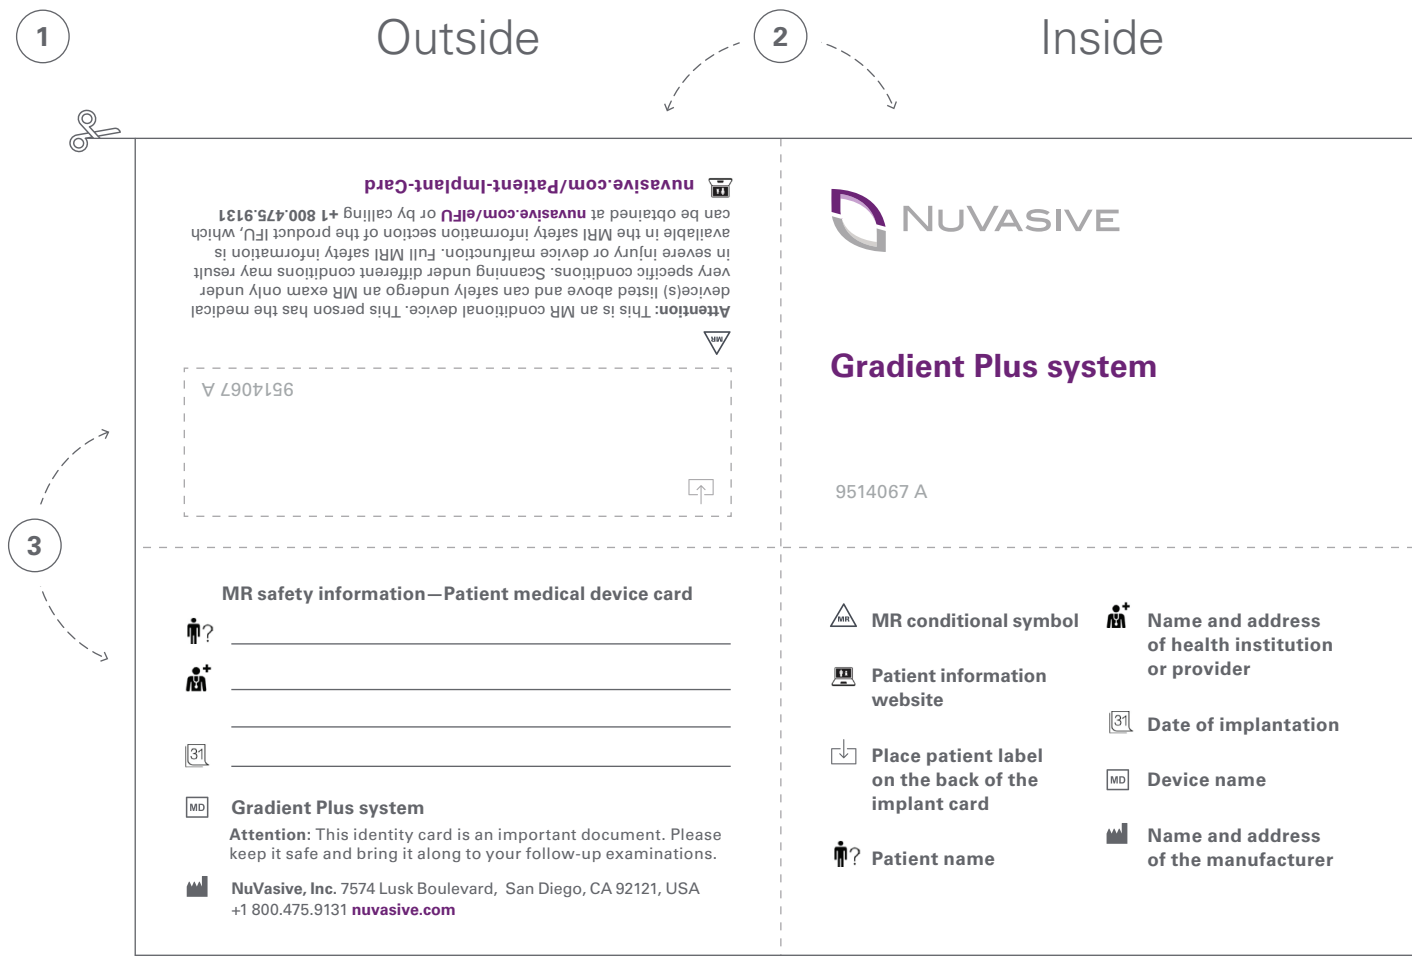 1
Outside
2
Inside
nuvasive.com/Patient-Implant-Card
can be obtained at nuvasive.com/eIFU or by calling +1 800.475.9131
available in the MRI safety information section of the product IFU, which
in severe injury or device malfunction. Full MRI safety information is
very specific conditions. Scanning under different conditions may result
device(s) listed above and can safely undergo an MR exam only under
Attention: This is an MR conditional device. This person has the medical
MR
9514067 A
NUVASIVE
Gradient Plus system
9514067 A
3
MR safety information—Patient medical device card
?
31
MD
Gradient Plus system
Attention: This identity card is an important document. Please
keep it safe and bring it along to your follow-up examinations.
NuVasive, Inc. 7574 Lusk Boulevard, San Diego, CA 92121, USA
+1 800.475.9131 nuvasive.com
MR
MR conditional symbol
Patient information
website
Place patient label
on the back of the
implant card
?
Patient name
Name and address
of health institution
or provider
31
Date of implantation
MD
Device name
Name and address
of the manufacturer